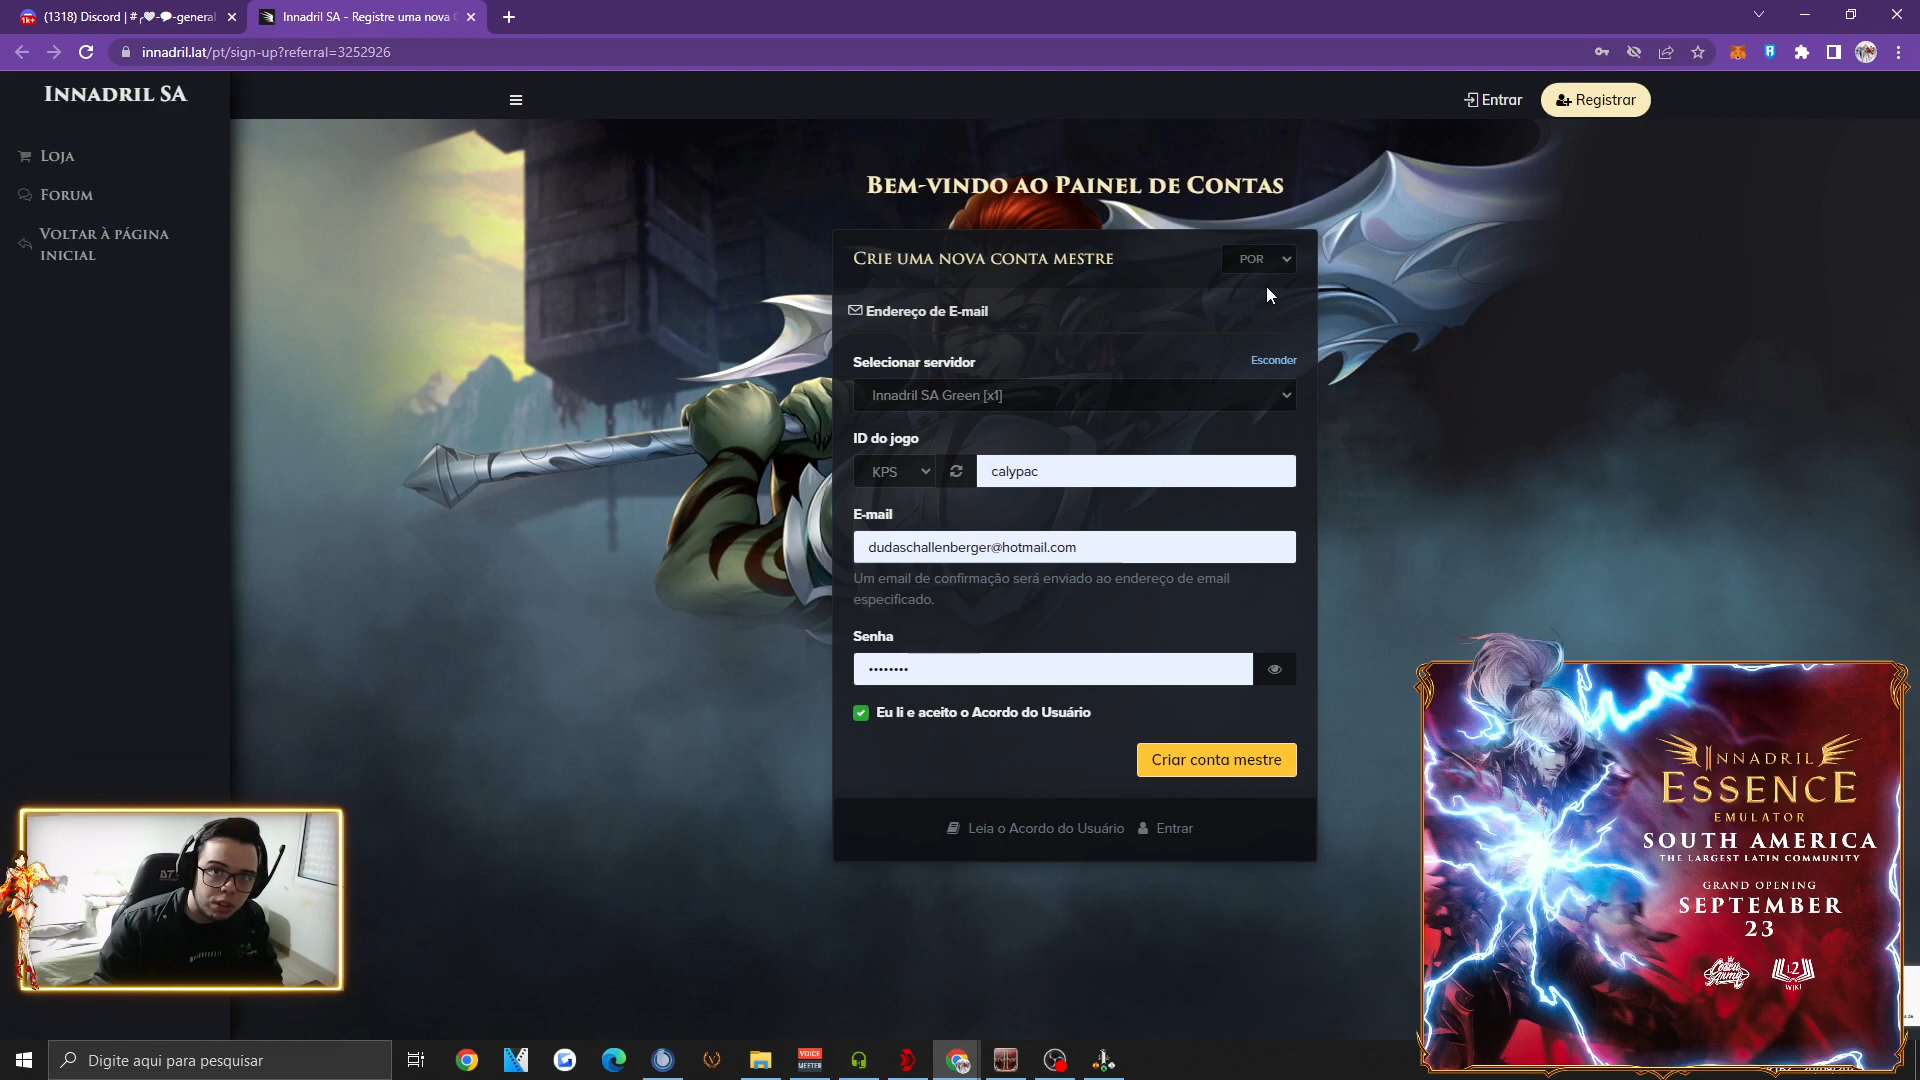 (1318) Discord | # -general
Innadril SA - Registre uma nova C
innadril.lat/pt/sign-up?referral=3252926
INNADRIL SA
Entrar
Registrar
LOJA
FORUM
VOLTAR À PÁGINA
INICIAL
BEM-VINDO AO PAINEL DE CONTAS
CRIE UMA NOVA CONTA MESTRE
POR
Endereço de E-mail
Selecionar servidor
Esconder
Innadril SA Green [x1]
ID do jogo
KPS
calypac
E-mail
dudaschallenberger@hotmail.com
Um email de confirmação será enviado ao endereço de email
especificado.
Senha
••••••••
Eu li e aceito o Acordo do Usuário
Criar conta mestre
Leia o Acordo do Usuário
Entrar
INNADRIL
ESSENCE
EMULATOR
SOUTH AMERICA
THE LARGEST LATIN COMMUNITY
GRAND OPENING
SEPTEMBER
23
L2
WIKI
Digite aqui para pesquisar
VOICE
MEETER